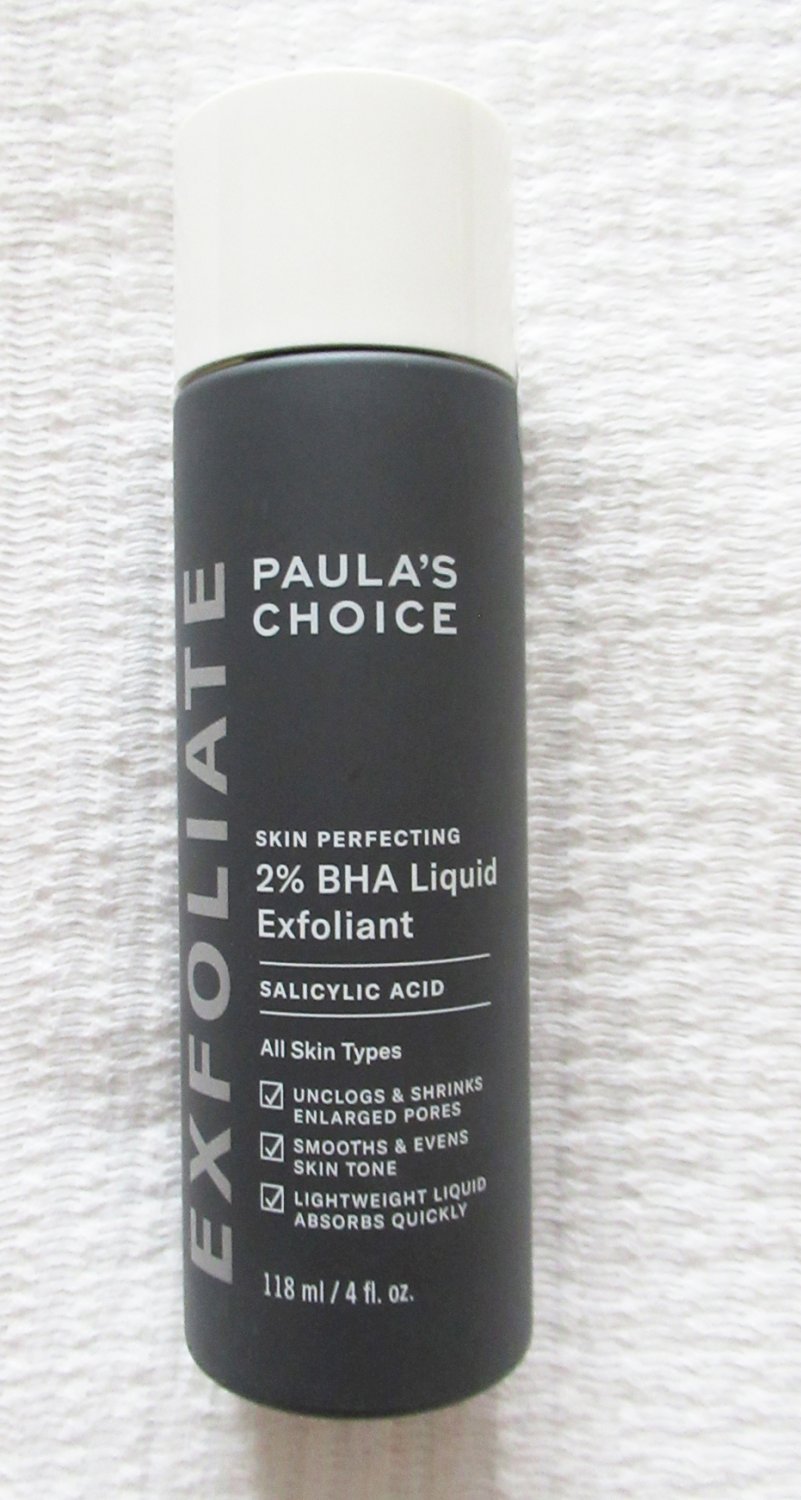 EXFOLIATE
PAULA'S
CHOICE
SKIN PERFECTING
2% BHA Liquid
Exfoliant
SALICYLIC ACID
All Skin Types
UNCLOGS & SHRINKS
ENLARGED PORES
SMOOTHS & EVENS
SKIN TONE
LIGHTWEIGHT LIQUID
ABSORBS QUICKLY
118 ml / 4 fl. oz.